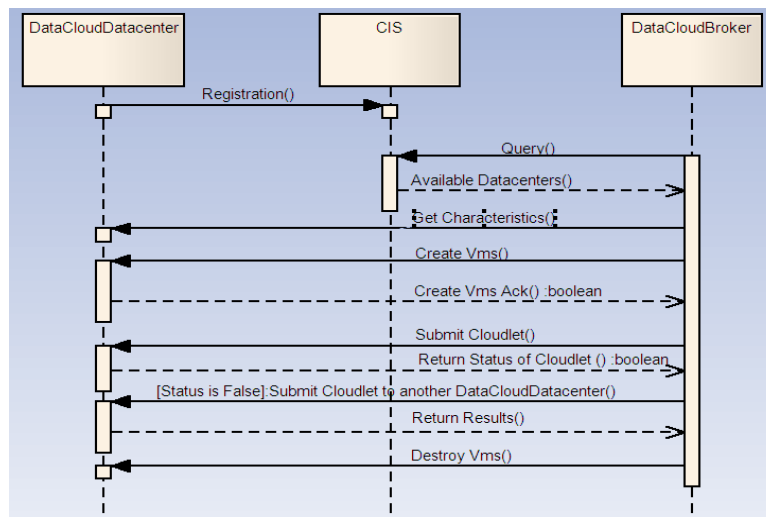 DataCloudDatacenter
CIS
DataCloudBroker
Registration()
Query()
Available Datacenters()
Get Characteristics()
Create Vms()
Create Vms Ack() :boolean
Submit Cloudlet()
Return Status of Cloudlet () :boolean
[Status is False]:Submit Cloudlet to another DataCloudDatacenter()
Return Results()
Destroy Vms()